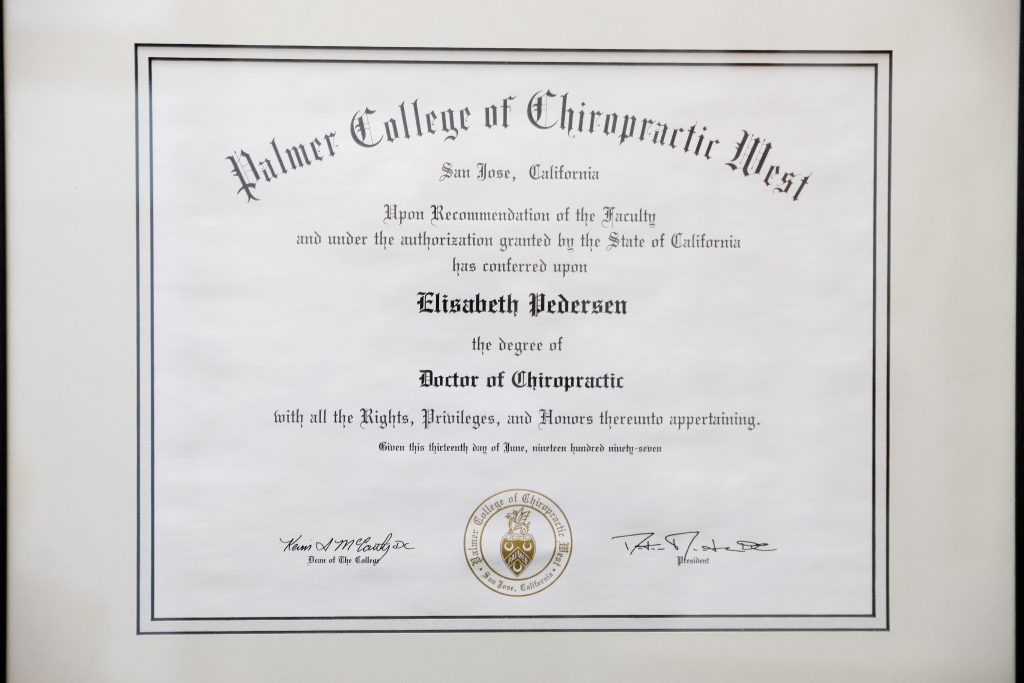 Palmer College of Chiropractic West
San Jose, California
Upon Recommendation of the Faculty
and under the authorization granted by the State of California
has conferred upon
Elisabeth Pedersen
the degree of
Doctor of Chiropractic
with all the Rights, Privileges, and Honors thereunto appertaining.
Given this thirteenth day of June, nineteen hundred ninety-seven
Palmer College of Chiropractic West
San Jose, California
DC
Dean of The College
DC
President